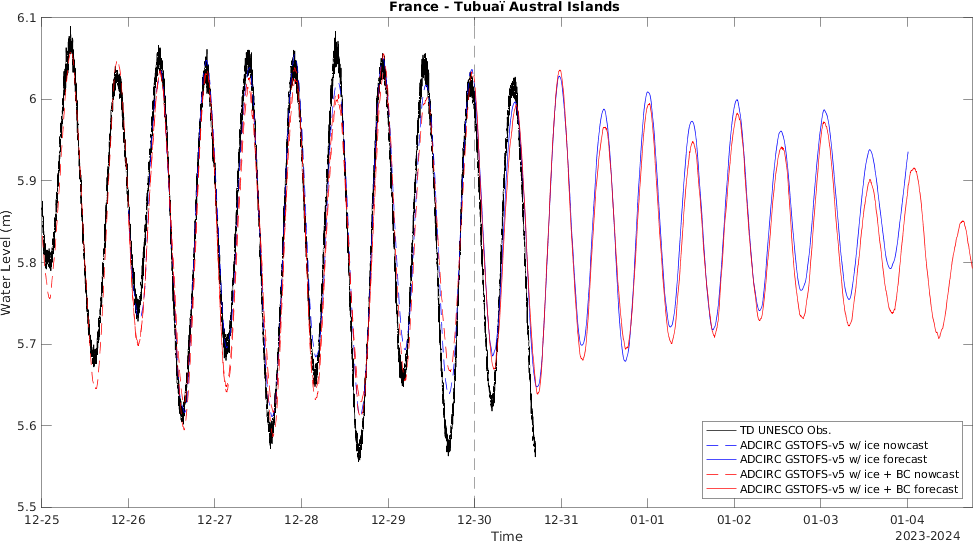 France - Tubuaï Austral Islands
6.1
6
5.9
5.8
5.7
5.6
5.5
Water Level (m)
TD UNESCO Obs.
ADCIRC GSTOFS-v5 w/ ice nowcast
ADCIRC GSTOFS-v5 w/ ice forecast
ADCIRC GSTOFS-v5 w/ ice + BC nowcast
ADCIRC GSTOFS-v5 w/ ice + BC forecast
12-25 12-26 12-27 12-28 12-29 12-30 12-31 01-01 01-02 01-03 01-04
Time
2023-2024